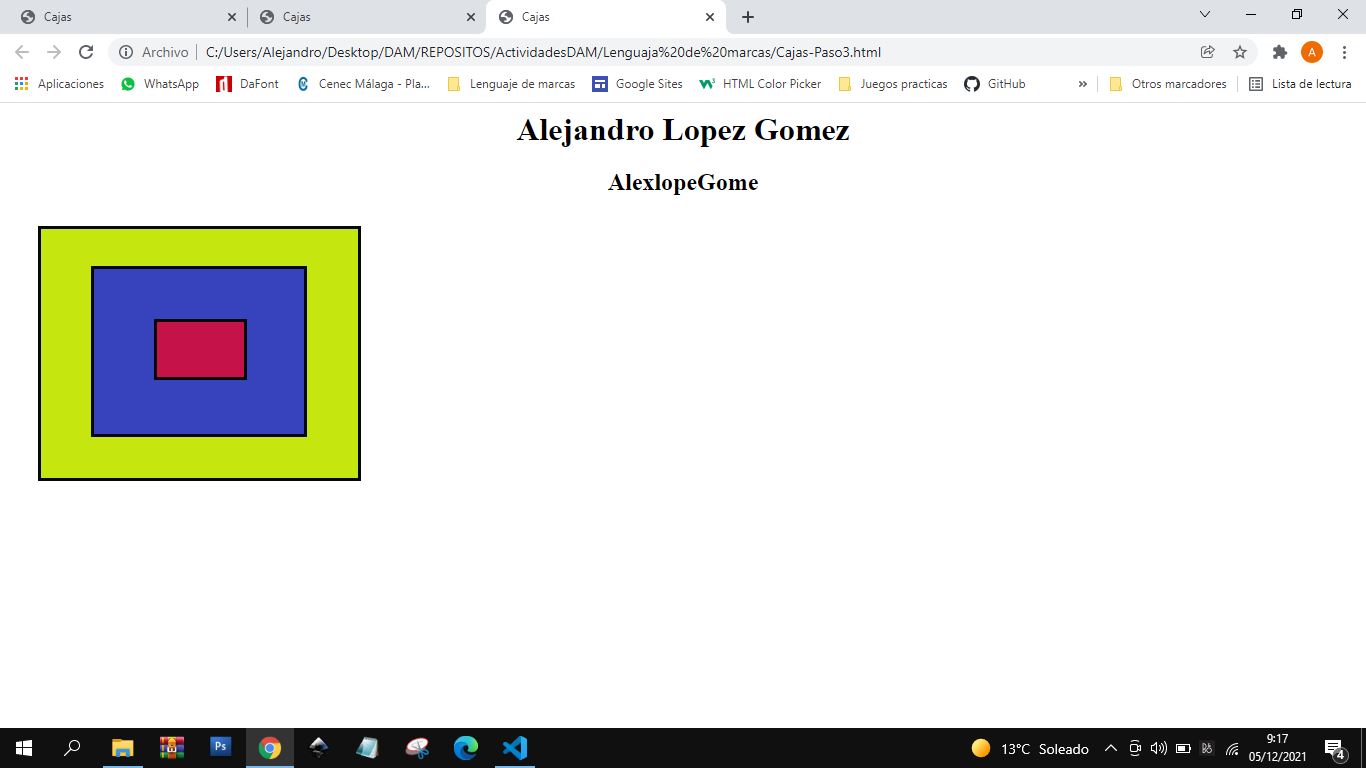 Cajas
Cajas
Cajas
Archivo
C:/Users/Alejandro/Desktop/DAM/REPOSITOS/ActividadesDAM/Lenguaja%20de%20marcas/Cajas-Paso3.html
A
Aplicaciones
WhatsApp
DaFont
Cenec Málaga - Pla...
Lenguaje de marcas
Google Sites
HTML Color Picker
Juegos practicas
GitHub
»
Otros marcadores
Lista de lectura
Alejandro Lopez Gomez
AlexlopeGome
Ps
13°C Soleado
9:17
05/12/2021
4